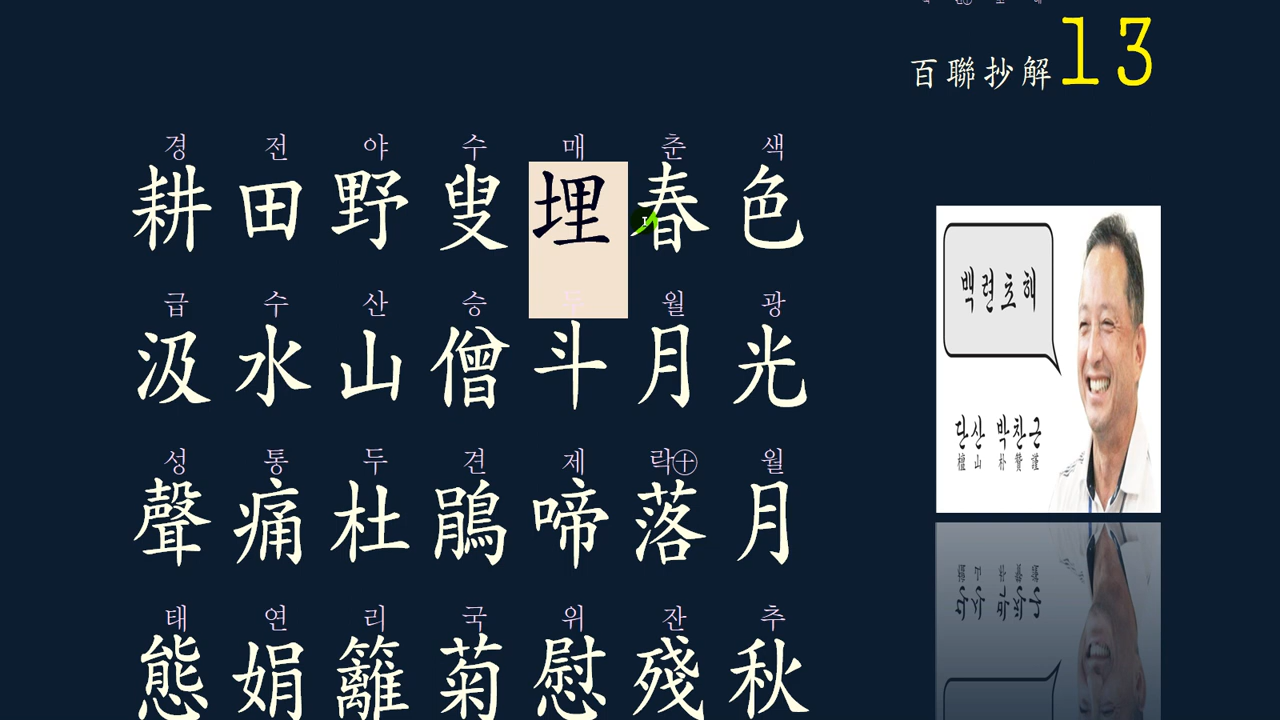 百聯抄解13
경 전 야 수 매 춘 색
耕田野叟埋春色
급 수 산 승 두 월 광
汲水山僧斗月光
성 통 두 견 제 락㊉ 월
聲痛杜鵑啼落月
태 연 리 국 위 잔 추
態娟籬菊慰殘秋
백련초해
단산 박찬근
檀山 朴贊謹